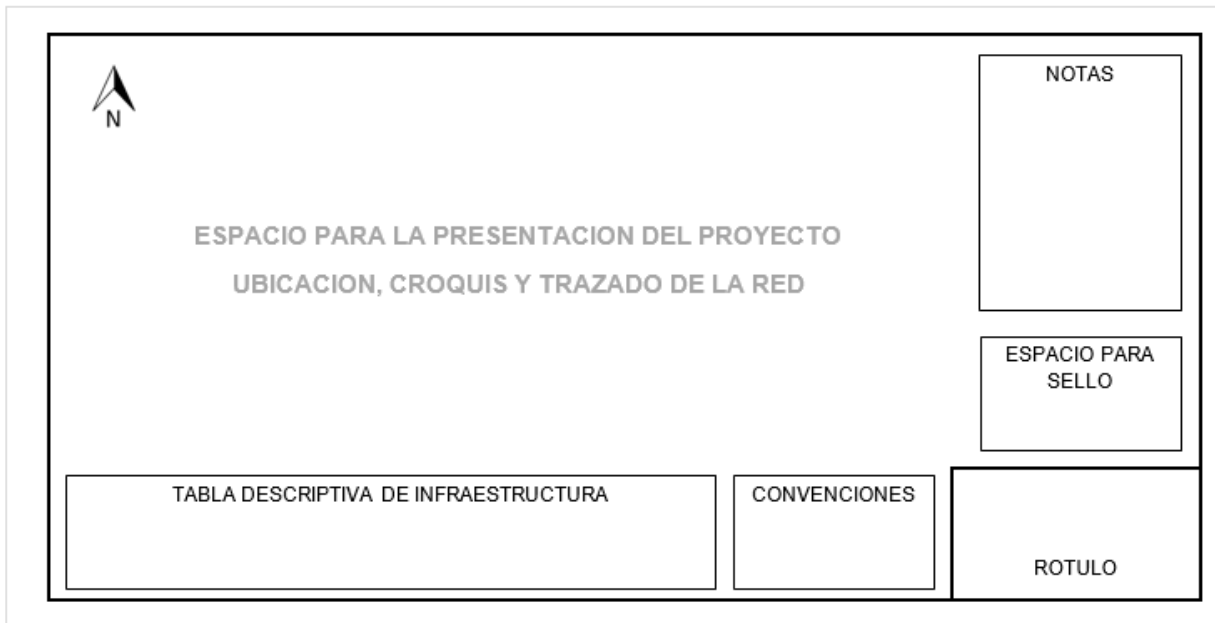 N
NOTAS
ESPACIO PARA LA PRESENTACION DEL PROYECTO
UBICACION, CROQUIS Y TRAZADO DE LA RED
ESPACIO PARA
SELLO
TABLA DESCRIPTIVA DE INFRAESTRUCTURA
CONVENCIONES
ROTULO